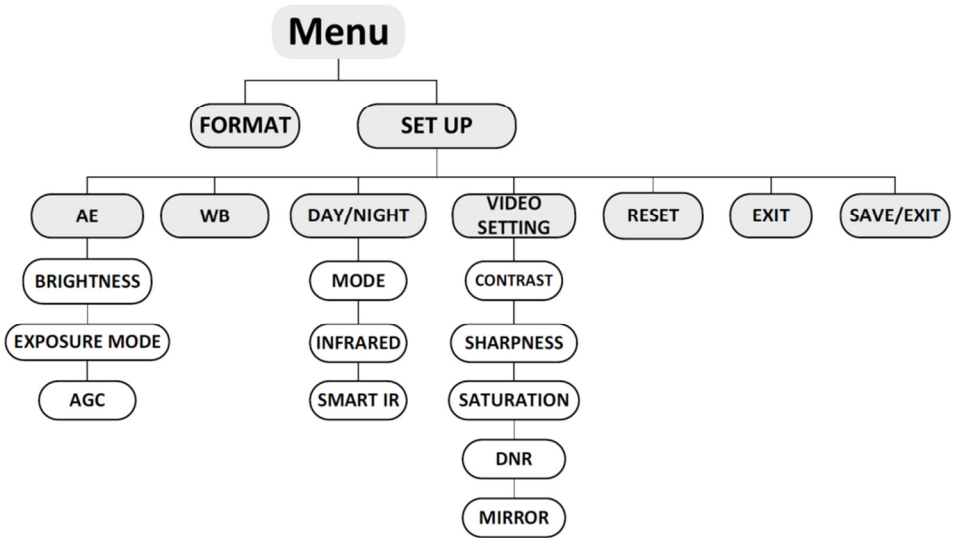 Menu
FORMAT
SET UP
AE
WB
DAY/NIGHT
VIDEO
SETTING
RESET
EXIT
SAVE/EXIT
BRIGHTNESS
MODE
CONTRAST
EXPOSURE MODE
INFRARED
SHARPNESS
AGC
SMART IR
SATURATION
DNR
MIRROR